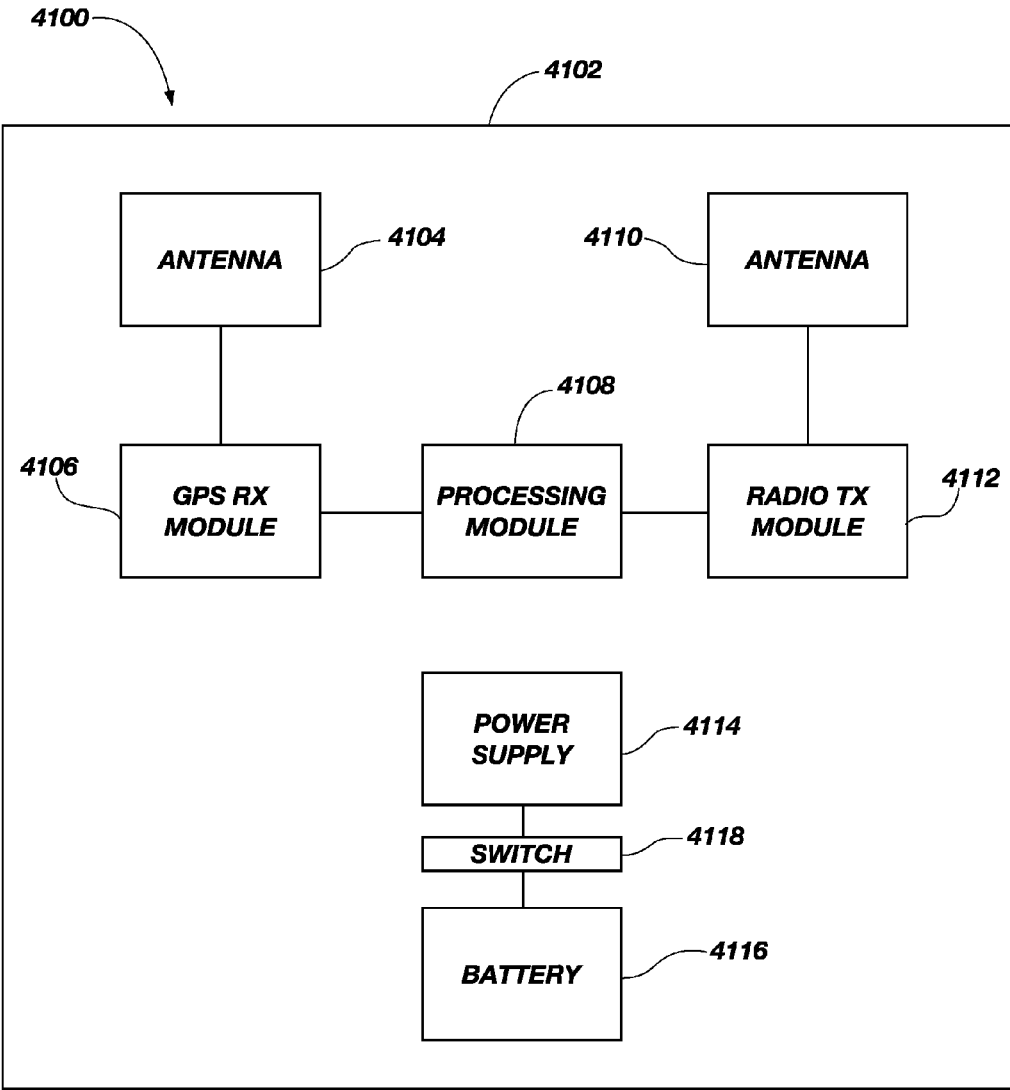 4100
4102
ANTENNA
4104
4110
ANTENNA
4108
4106
GPS RX
MODULE
PROCESSING
MODULE
RADIO TX
MODULE
4112
POWER
SUPPLY
4114
SWITCH
4118
BATTERY
4116